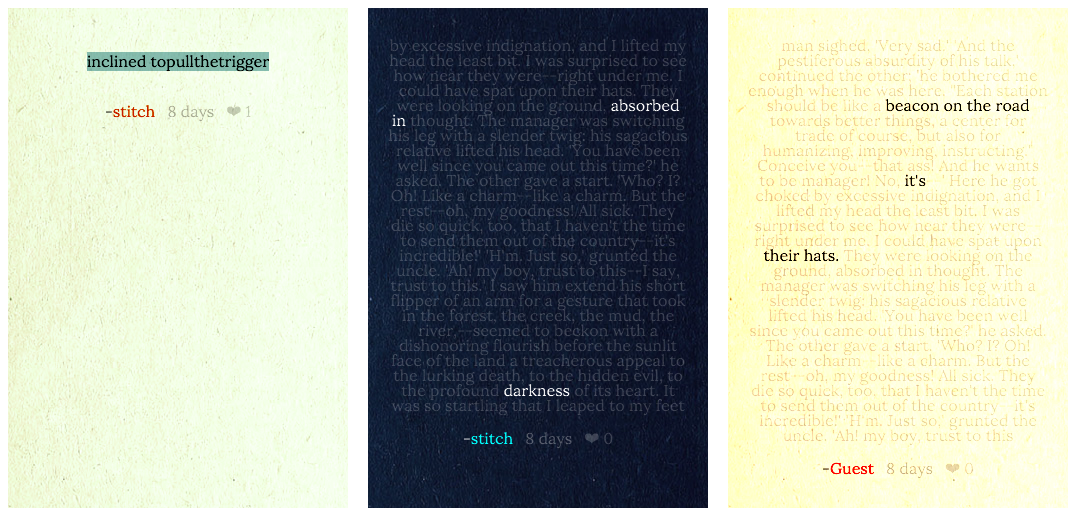 inclined topullthetrigger
-stitch 8 days ❤ 1
by excessive indignation, and I lifted my
head the least bit. I was surprised to see
how near they were--right under me. I
could have spat upon their hats. They
were looking on the ground, absorbed
in thought. The manager was switching
his leg with a slender twig: his sagacious
relative lifted his head. 'You have been
well since you came out this time?' he
asked. The other gave a start. 'Who? I?
Oh! Like a charm--like a charm. But the
rest--oh, my goodness! All sick. They
die so quick, too, that I haven't the time
to send them out of the country--it's
incredible!' 'H'm. Just so,' grunted the
uncle. 'Ah! my boy, trust to this--I say,
trust to this.' I saw him extend his short
flipper of an arm for a gesture that took
in the forest, the creek, the mud, the
river,--seemed to beckon with a
dishonoring flourish before the sunlit
face of the land a treacherous appeal to
the lurking death, to the hidden evil, to
the profound darkness of its heart. It
was so startling that I leaped to my feet
-stitch 8 days ❤ 0
man sighed. 'Very sad.' 'And the
pestiferous absurdity of his talk,'
continued the other; 'he bothered me
enough when he was here. "Each station
should be like a beacon on the road
towards better things, a center for
trade of course, but also for
humanizing, improving, instructing."
Conceive you--that ass! And he wants
to be manager! No, it's--' Here he got
choked by excessive indignation, and I
lifted my head the least bit. I was
surprised to see how near they were--
right under me. I could have spat upon
their hats. They were looking on the
ground, absorbed in thought. The
manager was switching his leg with a
slender twig: his sagacious relative
lifted his head. 'You have been well
since you came out this time?' he asked.
The other gave a start. 'Who? I? Oh!
Like a charm--like a charm. But the
rest--oh, my goodness! All sick. They
die so quick, too, that I haven't the time
to send them out of the country--it's
incredible!' 'H'm. Just so,' grunted the
uncle. 'Ah! my boy, trust to this
-Guest 8 days ❤ 0